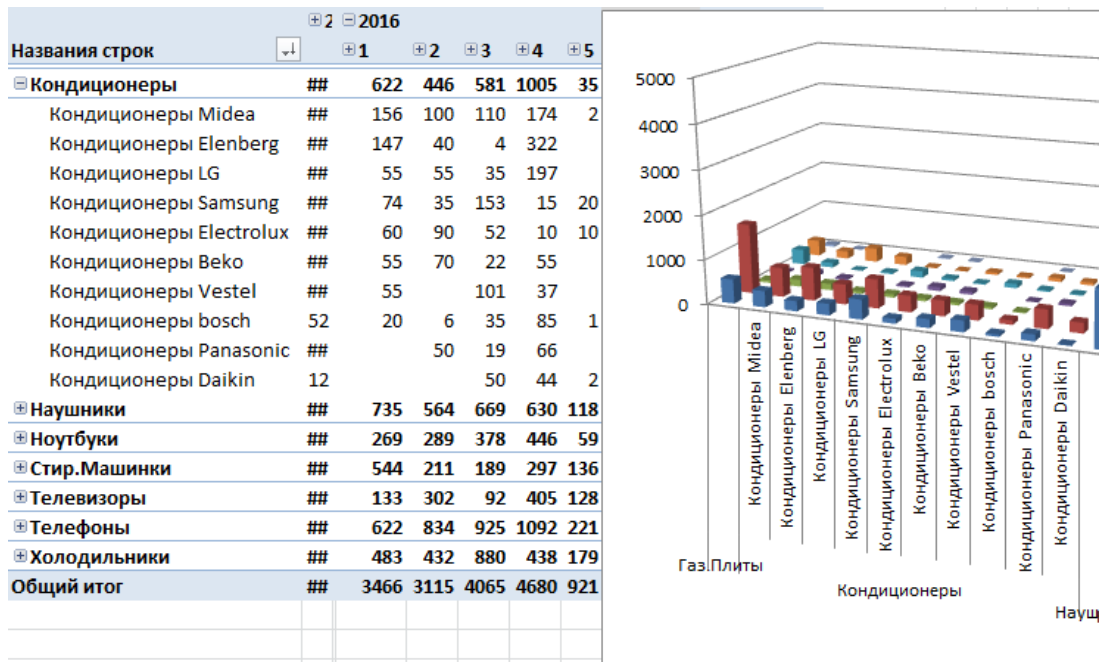 2 2016
Названия строк 1 2 3 4 5
Кондиционеры ## 622 446 581 1005 35
Кондиционеры Midea ## 156 100 110 174 2
Кондиционеры Elenberg ## 147 40 4 322
Кондиционеры LG ## 55 55 35 197
Кондиционеры Samsung ## 74 35 153 15 20
Кондиционеры Electrolux ## 60 90 52 10 10
Кондиционеры Beko ## 55 70 22 55
Кондиционеры Vestel ## 55 101 37
Кондиционеры bosch 52 20 6 35 85 1
Кондиционеры Panasonic ## 50 19 66
Кондиционеры Daikin 12 50 44 2
Наушники ## 735 564 669 630 118
Ноутбуки ## 269 289 378 446 59
Стир.Машинки ## 544 211 189 297 136
Телевизоры ## 133 302 92 405 128
Телефоны ## 622 834 925 1092 221
Холодильники ## 483 432 880 438 179
Общий итог ## 3466 3115 4065 4680 921
5000
4000
3000
2000
1000
0
Кондиционеры Midea
Кондиционеры Elenberg
Кондиционеры LG
Кондиционеры Samsung
Кондиционеры Electrolux
Кондиционеры Beko
Кондиционеры Vestel
Кондиционеры bosch
Кондиционеры Panasonic
Кондиционеры Daikin
Газ.Плиты
Кондиционеры
Науш